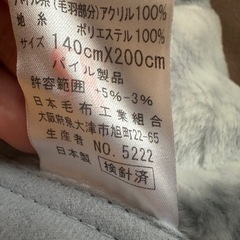 パイル糸(毛羽部分)アクリル100%
地糸 ポリエステル100%
サイズ 140cmX200cm
パイル製品
許容範囲 +5%-3%
日本毛布工業組合
大阪府泉大津市旭町22-65
生産者 NO.5222
日本製 検針済